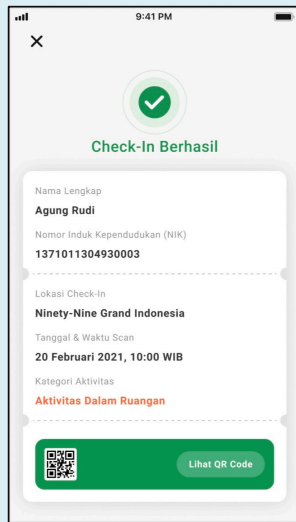 9:41 PM
Check-In Berhasil
Nama Lengkap
Agung Rudi
Nomor Induk Kependudukan (NIK)
1371011304930003
Lokasi Check-In
Ninety-Nine Grand Indonesia
Tanggal & Waktu Scan
20 Februari 2021, 10:00 WIB
Kategori Aktivitas
Aktivitas Dalam Ruangan
Lihat QR Code